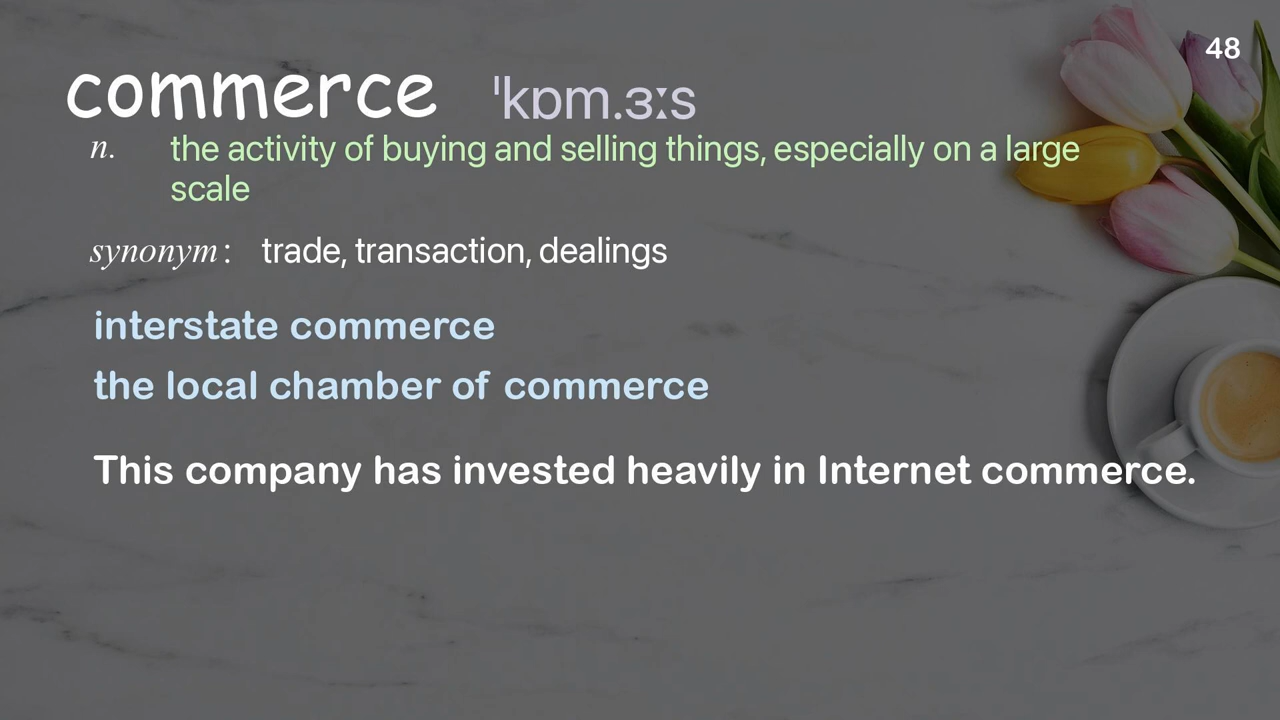 48
commerce ˈkɒm.ɜːs
n. the activity of buying and selling things, especially on a large
scale
synonym: trade, transaction, dealings
interstate commerce
the local chamber of commerce
This company has invested heavily in Internet commerce.